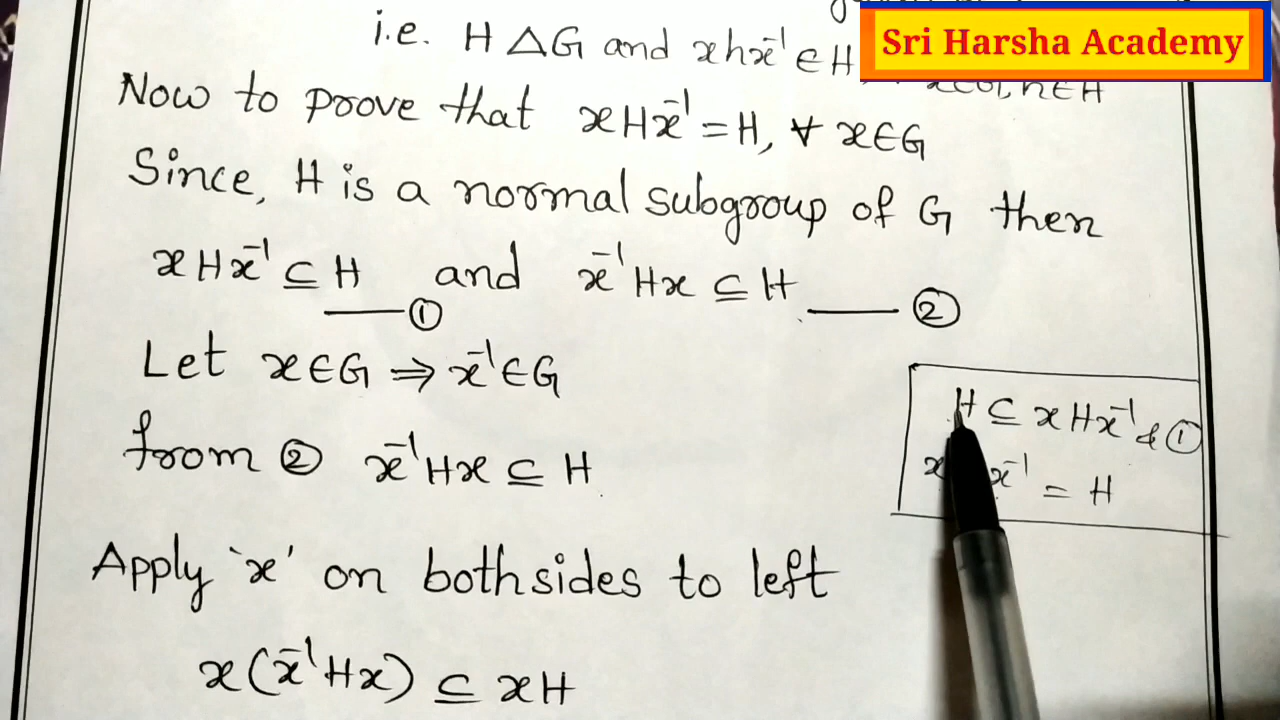 i.e. H △ G and xhx⁻¹ ∈ H
Sri Harsha Academy
Now to prove that xHx⁻¹ = H, ∀ x∈G
Since, H is a normal subgroup of G then
xHx⁻¹ ⊆ H and x⁻¹Hx ⊆ H —— ②
—— ①
Let x∈G ⇒ x⁻¹∈G
from ② x⁻¹Hx ⊆ H.
H ⊆ xHx⁻¹ & ①
x x⁻¹ = H
Apply 'x' on both sides to left
x(x⁻¹Hx) ⊆ xH